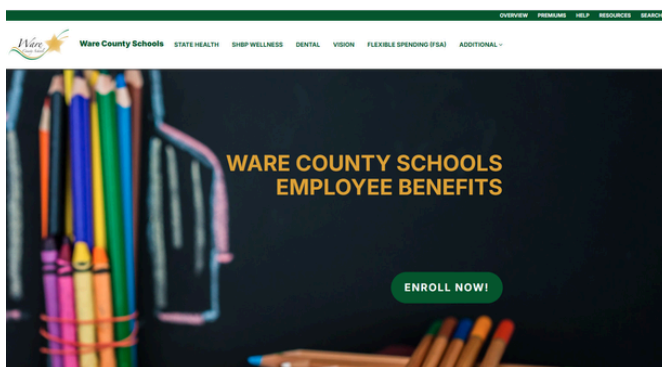 OVERVIEW PREMIUMS HELP RESOURCES SEARCH
Ware
Ware County Schools STATE HEALTH SHBP WELLNESS DENTAL VISION FLEXIBLE SPENDING (FSA) ADDITIONAL
WARE COUNTY SCHOOLS
EMPLOYEE BENEFITS
ENROLL NOW!